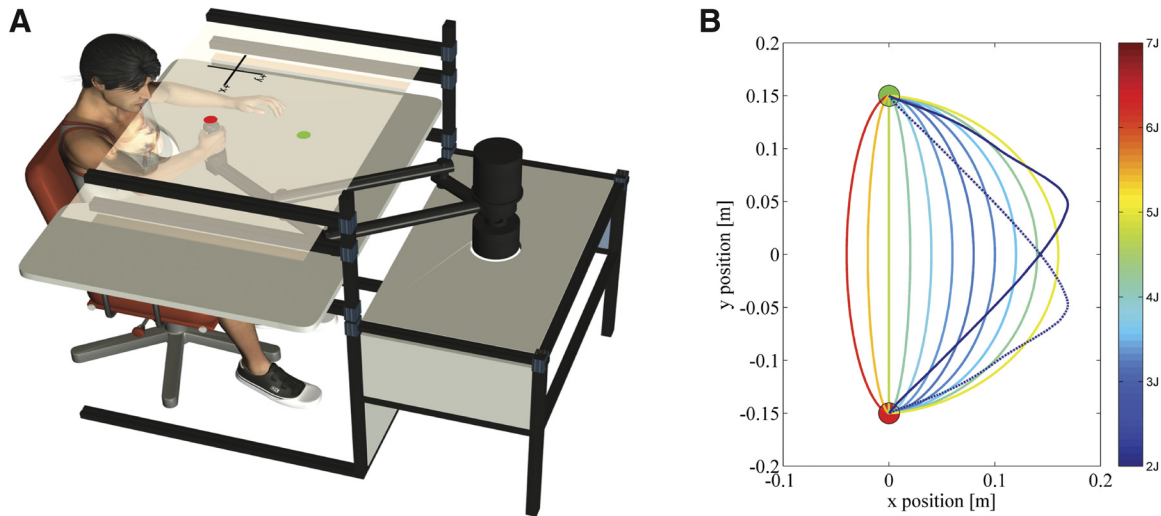 A
+y
+x
B
0.2
0.15
0.1
0.05
0
-0.05
-0.1
-0.15
-0.2
y position [m]
-0.1
0
0.1
0.2
x position [m]
7J
6J
5J
4J
3J
2J